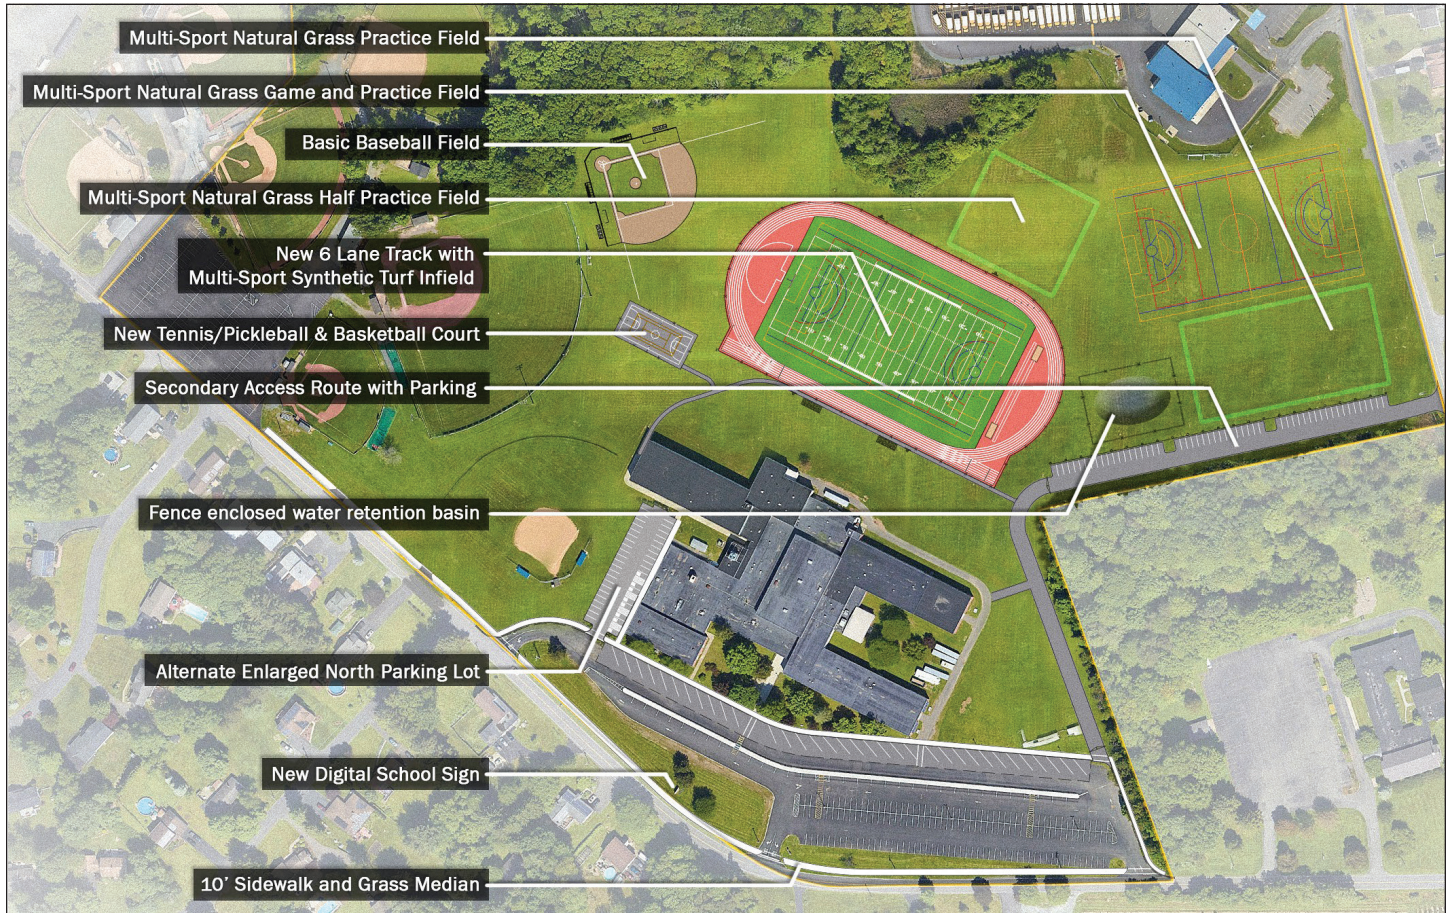 Multi-Sport Natural Grass Practice Field
Multi-Sport Natural Grass Game and Practice Field
Basic Baseball Field
Multi-Sport Natural Grass Half Practice Field
New 6 Lane Track with
Multi-Sport Synthetic Turf Infield
New Tennis/Pickleball & Basketball Court
Secondary Access Route with Parking
Fence enclosed water retention basin
Alternate Enlarged North Parking Lot
New Digital School Sign
10’ Sidewalk and Grass Median